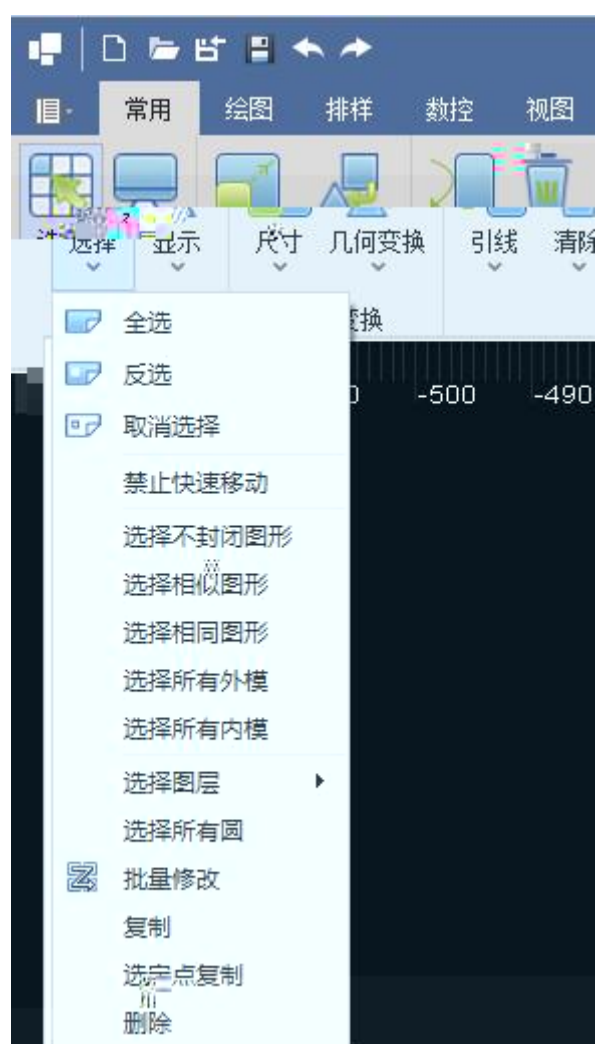 常用 绘图 排样 数控 视图
选择 显示 尺寸 几何变换 引线 清除
变换
全选
反选
-500 -490
取消选择
禁止快速移动
选择不封闭图形
选择相似图形
选择相同图形
选择所有外模
选择所有内模
选择图层
选择所有圆
批量修改
复制
选定点复制
删除